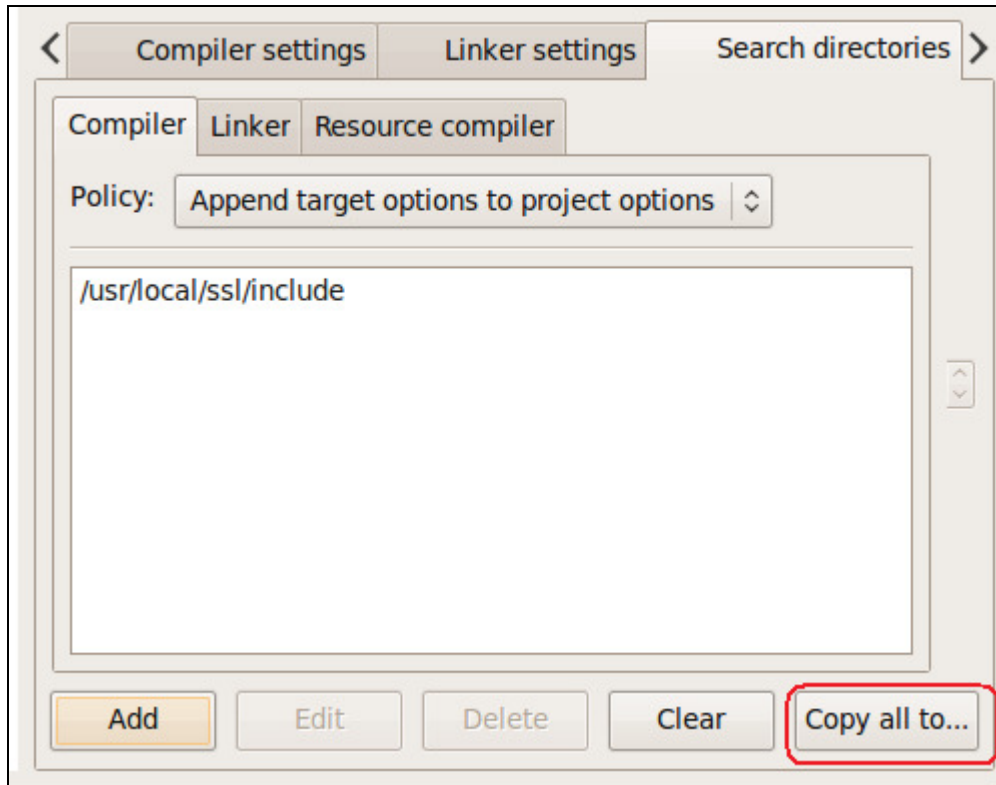 Compiler settings Linker settings Search directories
Compiler Linker Resource compiler
Policy: Append target options to project options
/usr/local/ssl/include
Add Edit Delete Clear Copy all to...